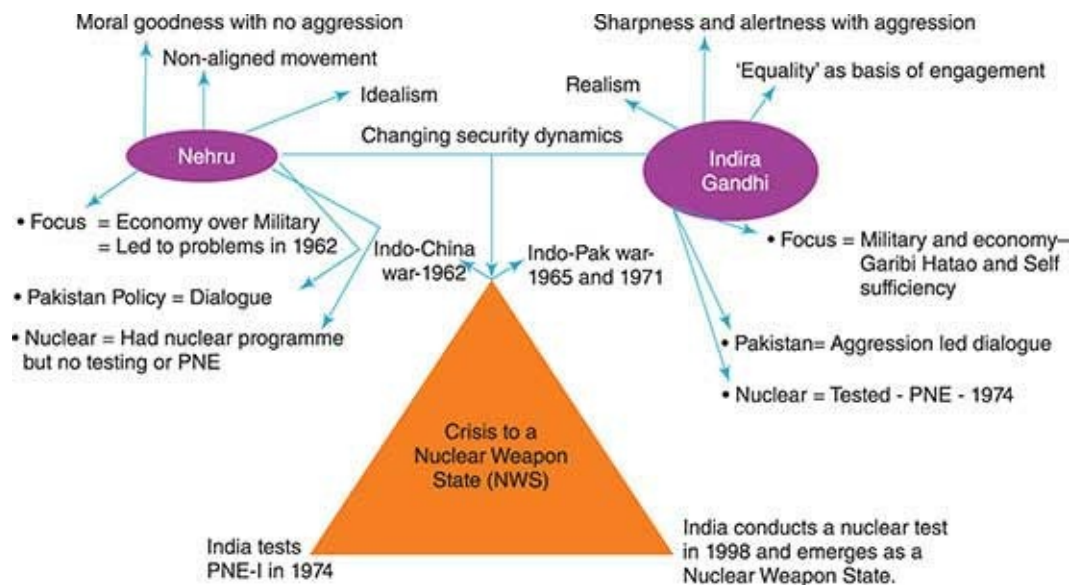 Moral goodness with no aggression
Non-aligned movement
Idealism
Nehru
Changing security dynamics
Sharpness and alertness with aggression
'Equality' as basis of engagement
Realism
Indira
Gandhi
• Focus = Economy over Military
= Led to problems in 1962
• Pakistan Policy = Dialogue
• Nuclear = Had nuclear programme
but no testing or PNE
Indo-China
war-1962
Indo-Pak war-
1965 and 1971
• Focus = Military and economy–
Garibi Hatao and Self
sufficiency
• Pakistan= Aggression led dialogue
• Nuclear = Tested - PNE - 1974
Crisis to a
Nuclear Weapon
State (NWS)
India tests
PNE-I in 1974
India conducts a nuclear test
in 1998 and emerges as a
Nuclear Weapon State.